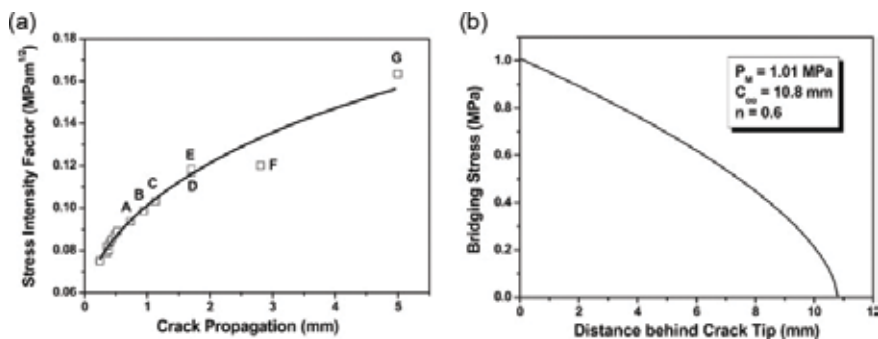 (a)
Stress Intensity Factor (MPam1/2)
0.18
0.16
0.14
0.12
0.10
0.08
0.06
A
B
C
E
D
F
G
0 1 2 3 4 5
Crack Propagation (mm)
(b)
Bridging Stress (MPa)
1.0
0.8
0.6
0.4
0.2
0.0
PM = 1.01 MPa
C∞ = 10.8 mm
n = 0.6
0 2 4 6 8 10 12
Distance behind Crack Tip (mm)